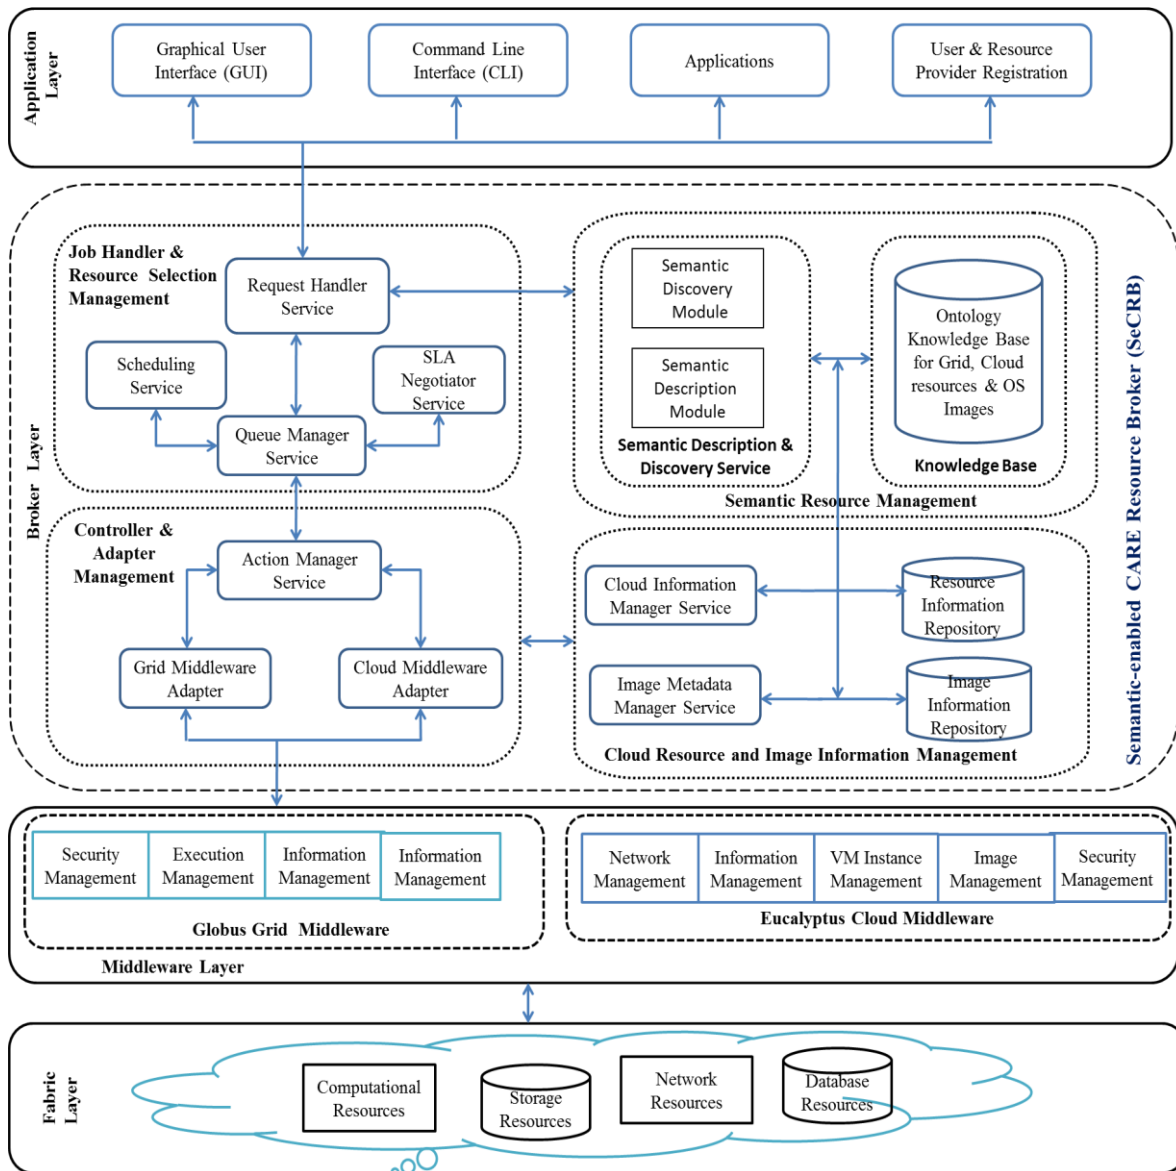 Application
Layer
Graphical User
Interface (GUI)
Command Line
Interface (CLI)
Applications
User & Resource
Provider Registration
Broker Layer
Semantic-enabled CARE Resource Broker (SeCRB)
Job Handler &
Resource Selection
Management
Request Handler
Service
Scheduling
Service
SLA
Negotiator
Service
Queue Manager
Service
Semantic
Discovery
Module
Semantic
Description
Module
Semantic Description &
Discovery Service
Ontology
Knowledge Base
for Grid, Cloud
resources & OS
Images
Knowledge Base
Semantic Resource Management
Controller &
Adapter
Management
Action Manager
Service
Grid Middleware
Adapter
Cloud Middleware
Adapter
Cloud Information
Manager Service
Resource
Information
Repository
Image Metadata
Manager Service
Image
Information
Repository
Cloud Resource and Image Information Management
Security
Management
Execution
Management
Information
Management
Information
Management
Globus Grid Middleware
Network
Management
Information
Management
VM Instance
Management
Image
Management
Security
Management
Eucalyptus Cloud Middleware
Middleware Layer
Fabric
Layer
Computational
Resources
Storage
Resources
Network
Resources
Database
Resources